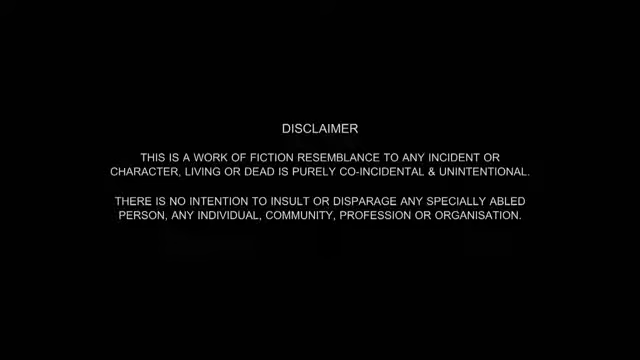 DISCLAIMER
THIS IS A WORK OF FICTION RESEMBLANCE TO ANY INCIDENT OR
CHARACTER, LIVING OR DEAD IS PURELY CO-INCIDENTAL & UNINTENTIONAL.
THERE IS NO INTENTION TO INSULT OR DISPARAGE ANY SPECIALLY ABLED
PERSON, ANY INDIVIDUAL, COMMUNITY, PROFESSION OR ORGANISATION.